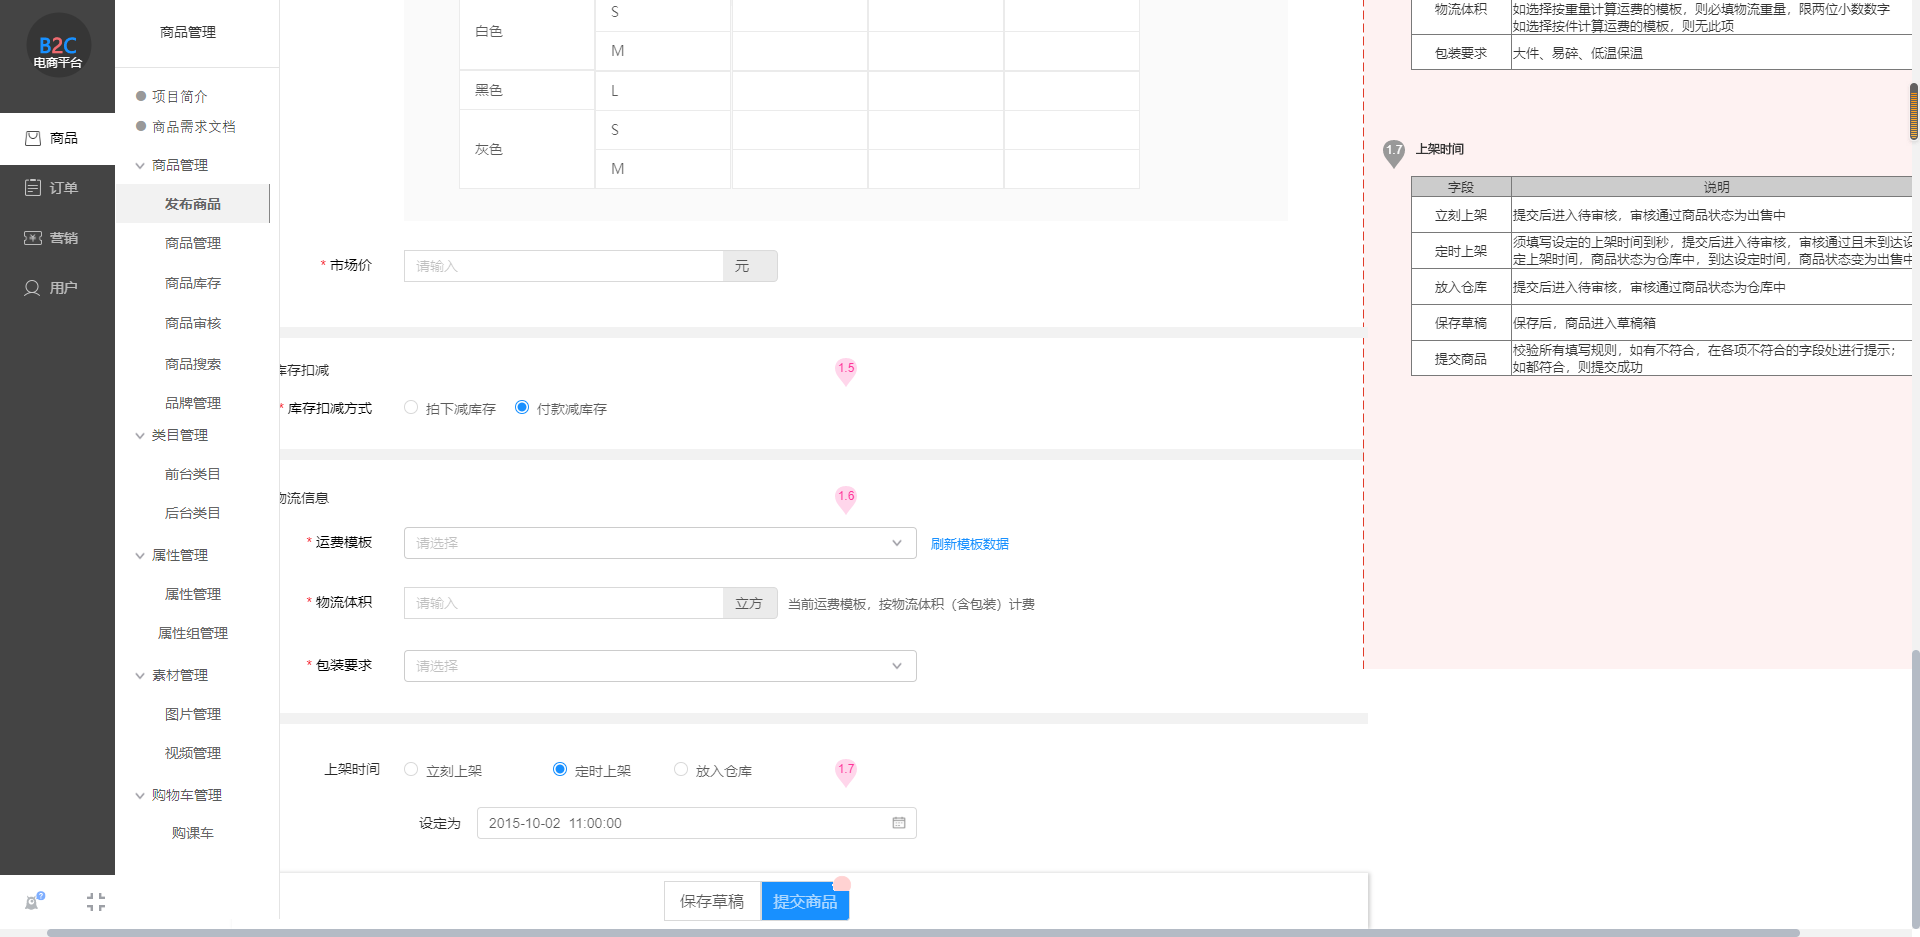 B2C
电商平台
商品
订单
营销
用户
商品管理
项目简介
商品需求文档
商品管理
发布商品
商品管理
商品库存
商品审核
商品搜索
品牌管理
类目管理
前台类目
后台类目
属性管理
属性管理
属性组管理
素材管理
图片管理
视频管理
购物车管理
购课车
白色
S
M
黑色
L
灰色
S
M
* 市场价
请输入
元
库存扣减
1.5
* 库存扣减方式
拍下减库存
付款减库存
物流信息
1.6
* 运费模板
请选择
刷新模板数据
* 物流体积
请输入
立方
当前运费模板，按物流体积（含包装）计费
* 包装要求
请选择
上架时间
立刻上架
定时上架
放入仓库
1.7
设定为
2015-10-02 11:00:00
保存草稿
提交商品
物流体积
如选择按重量计算运费的模板，则必填物流重量，限两位小数数字
如选择按件计算运费的模板，则无此项
包装要求
大件、易碎、低温保温
1.7
上架时间
字段
说明
立刻上架
提交后进入待审核，审核通过商品状态为出售中
定时上架
须填写设定的上架时间到秒，提交后进入待审核，审核通过且未到达设
定上架时间，商品状态为仓库中，到达设定时间，商品状态变为出售中
放入仓库
提交后进入待审核，审核通过商品状态为仓库中
保存草稿
保存后，商品进入草稿箱
提交商品
校验所有填写规则，如有不符合，在各项不符合的字段处进行提示；
如都符合，则提交成功